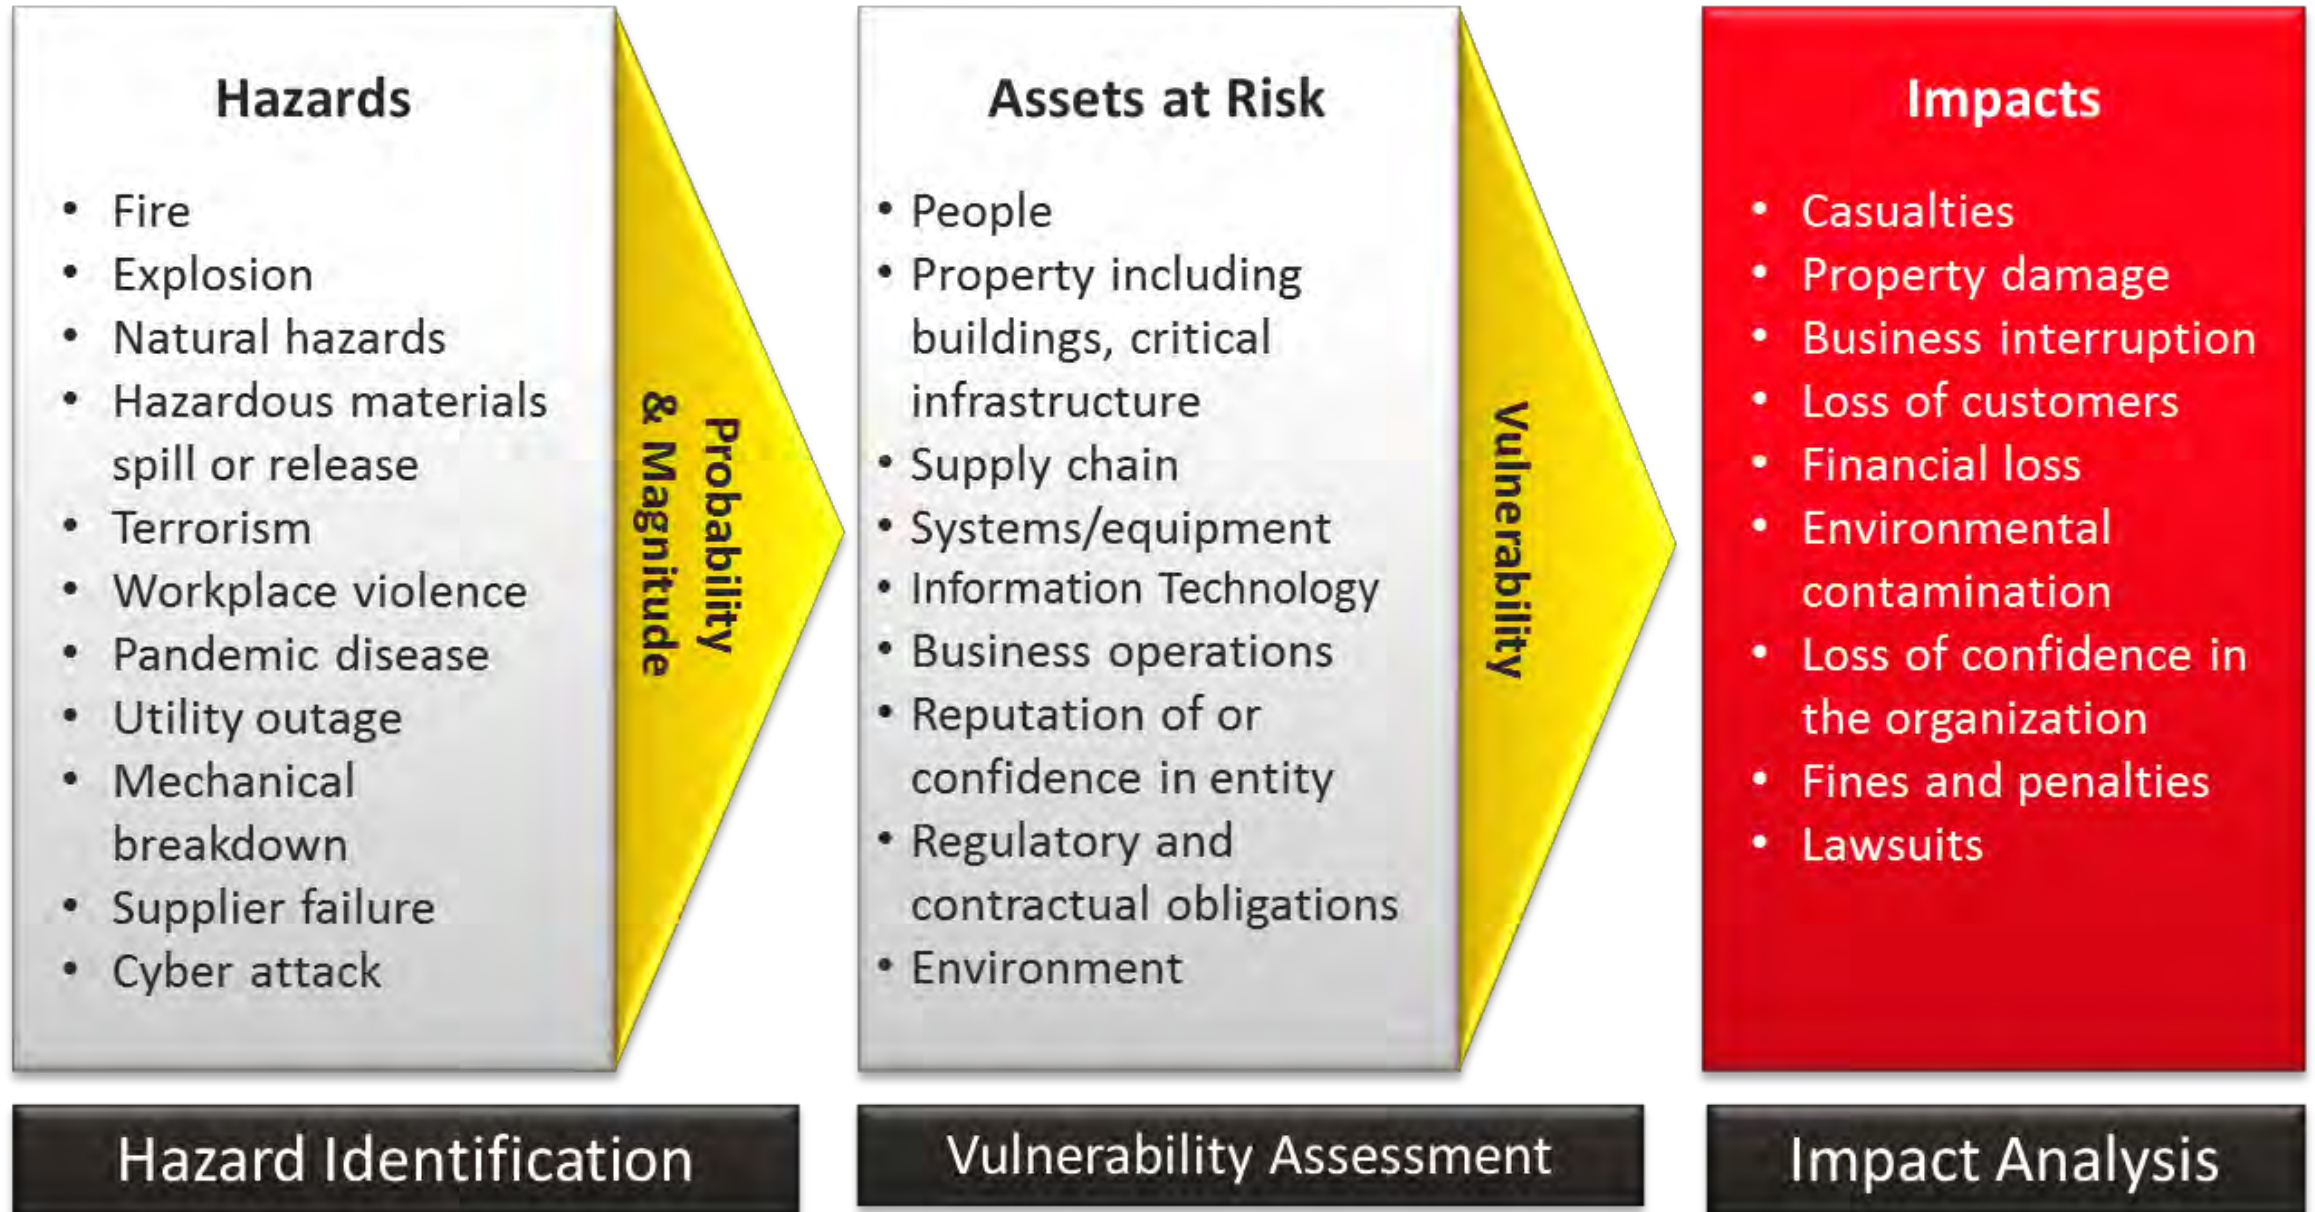 Hazards
• Fire
• Explosion
• Natural hazards
• Hazardous materials
spill or release
• Terrorism
• Workplace violence
• Pandemic disease
• Utility outage
• Mechanical
breakdown
• Supplier failure
• Cyber attack
Probability
& Magnitude
Assets at Risk
• People
• Property including
buildings, critical
infrastructure
• Supply chain
• Systems/equipment
• Information Technology
• Business operations
• Reputation of or
confidence in entity
• Regulatory and
contractual obligations
• Environment
Vulnerability
Impacts
• Casualties
• Property damage
• Business interruption
• Loss of customers
• Financial loss
• Environmental
contamination
• Loss of confidence in
the organization
• Fines and penalties
• Lawsuits
Hazard Identification
Vulnerability Assessment
Impact Analysis